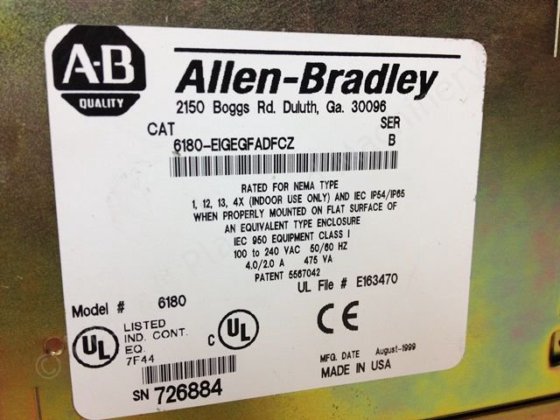 A-B
QUALITY
Allen-Bradley
2150 Boggs Rd. Duluth, Ga. 30096
CAT SER
6180-EIGEGFADFCZ B
RATED FOR NEMA TYPE
1, 12, 13, 4X (INDOOR USE ONLY) AND IEC IP54/IP65
WHEN PROPERLY MOUNTED ON FLAT SURFACE OF
AN EQUIVALENT TYPE ENCLOSURE
IEC 950 EQUIPMENT CLASS I
100 to 240 VAC 50/60 HZ
4.0/2.0 A 475 VA
PATENT 5567042
UL File # E163470
Model # 6180
UL LISTED
IND. CONT.
EQ.
7F44
C UL
CE
MFG. DATE August-1999
MADE IN USA
SN 726884